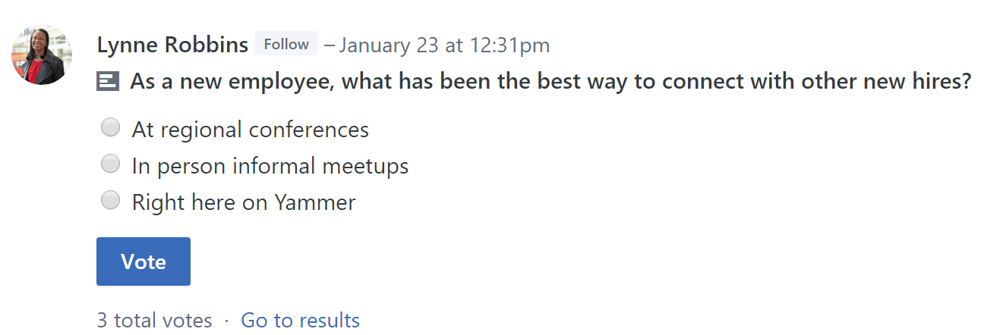 Lynne Robbins Follow – January 23 at 12:31pm
As a new employee, what has been the best way to connect with other new hires?
At regional conferences
In person informal meetups
Right here on Yammer
Vote
3 total votes · Go to results